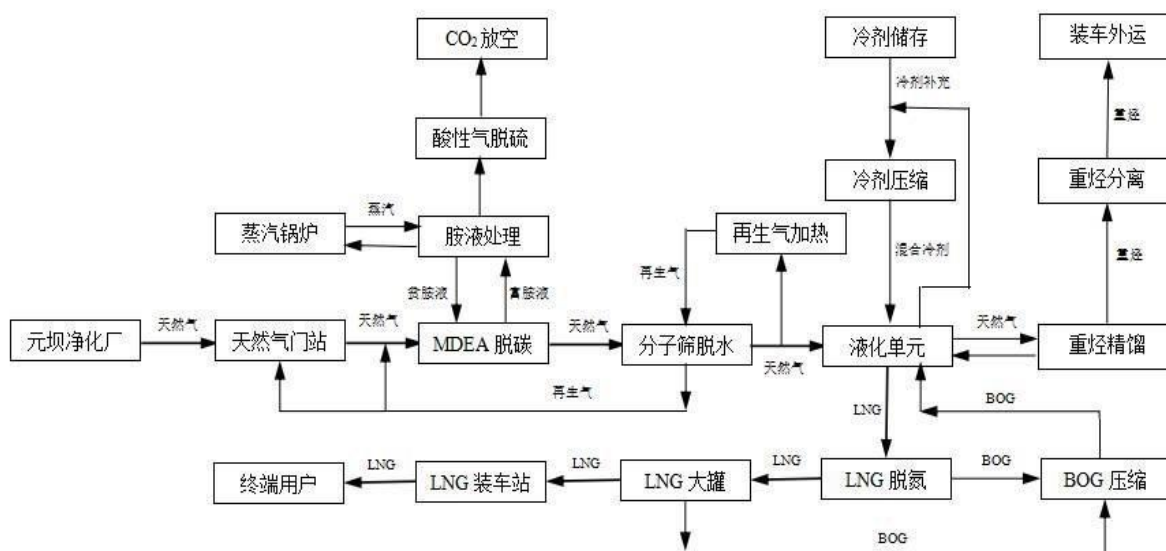 CO₂ 放空
冷剂储存
装车外运
冷剂补充
重烃
酸性气脱硫
冷剂压缩
重烃分离
蒸汽
蒸汽锅炉
胺液处理
再生气加热
混合冷剂
重烃
再生气
贫胺液
富胺液
天然气
天然气
天然气
天然气
元坝净化厂
天然气门站
MDEA 脱碳
分子筛脱水
液化单元
重烃精馏
天然气
再生气
LNG
BOG
LNG
LNG
LNG
BOG
终端用户
LNG 装车站
LNG 大罐
LNG 脱氮
BOG 压缩
BOG